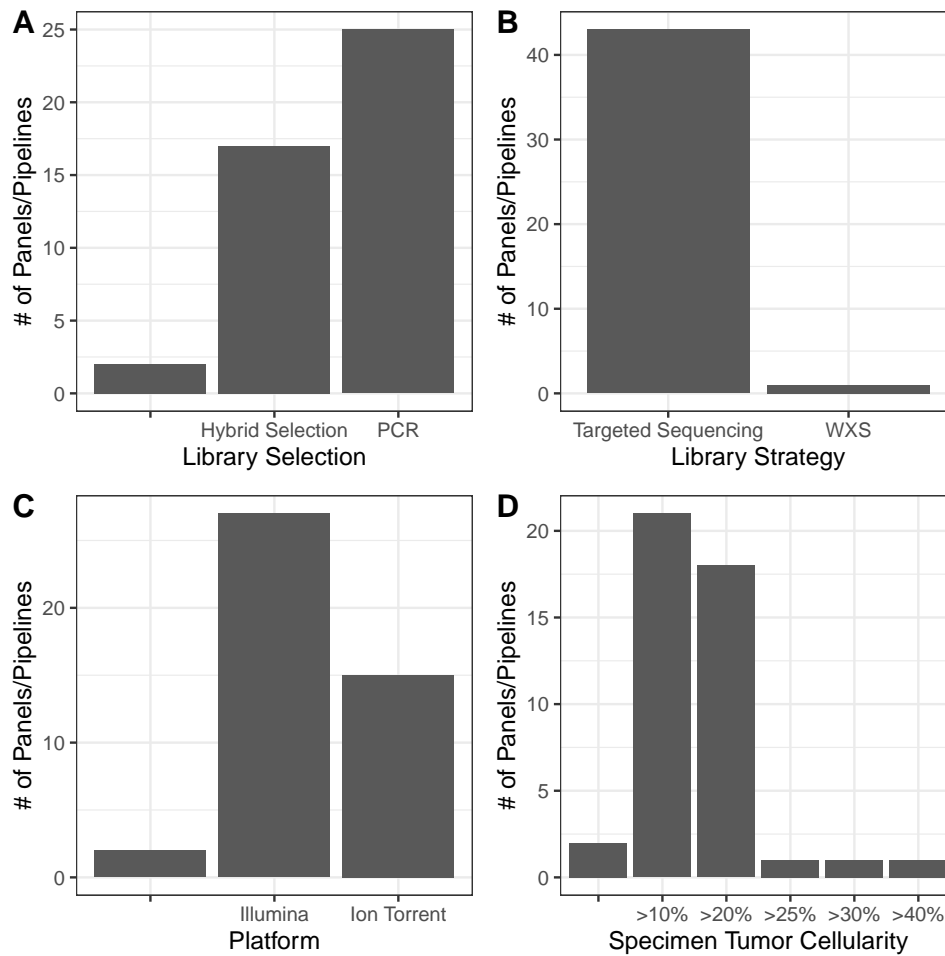 A
# of Panels/Pipelines
25
20
15
10
5
0
Hybrid Selection PCR
Library Selection
B
# of Panels/Pipelines
40
30
20
10
0
Targeted Sequencing WXS
Library Strategy
C
# of Panels/Pipelines
20
10
0
Illumina Ion Torrent
Platform
D
# of Panels/Pipelines
20
15
10
5
0
>10% >20% >25% >30% >40%
Specimen Tumor Cellularity